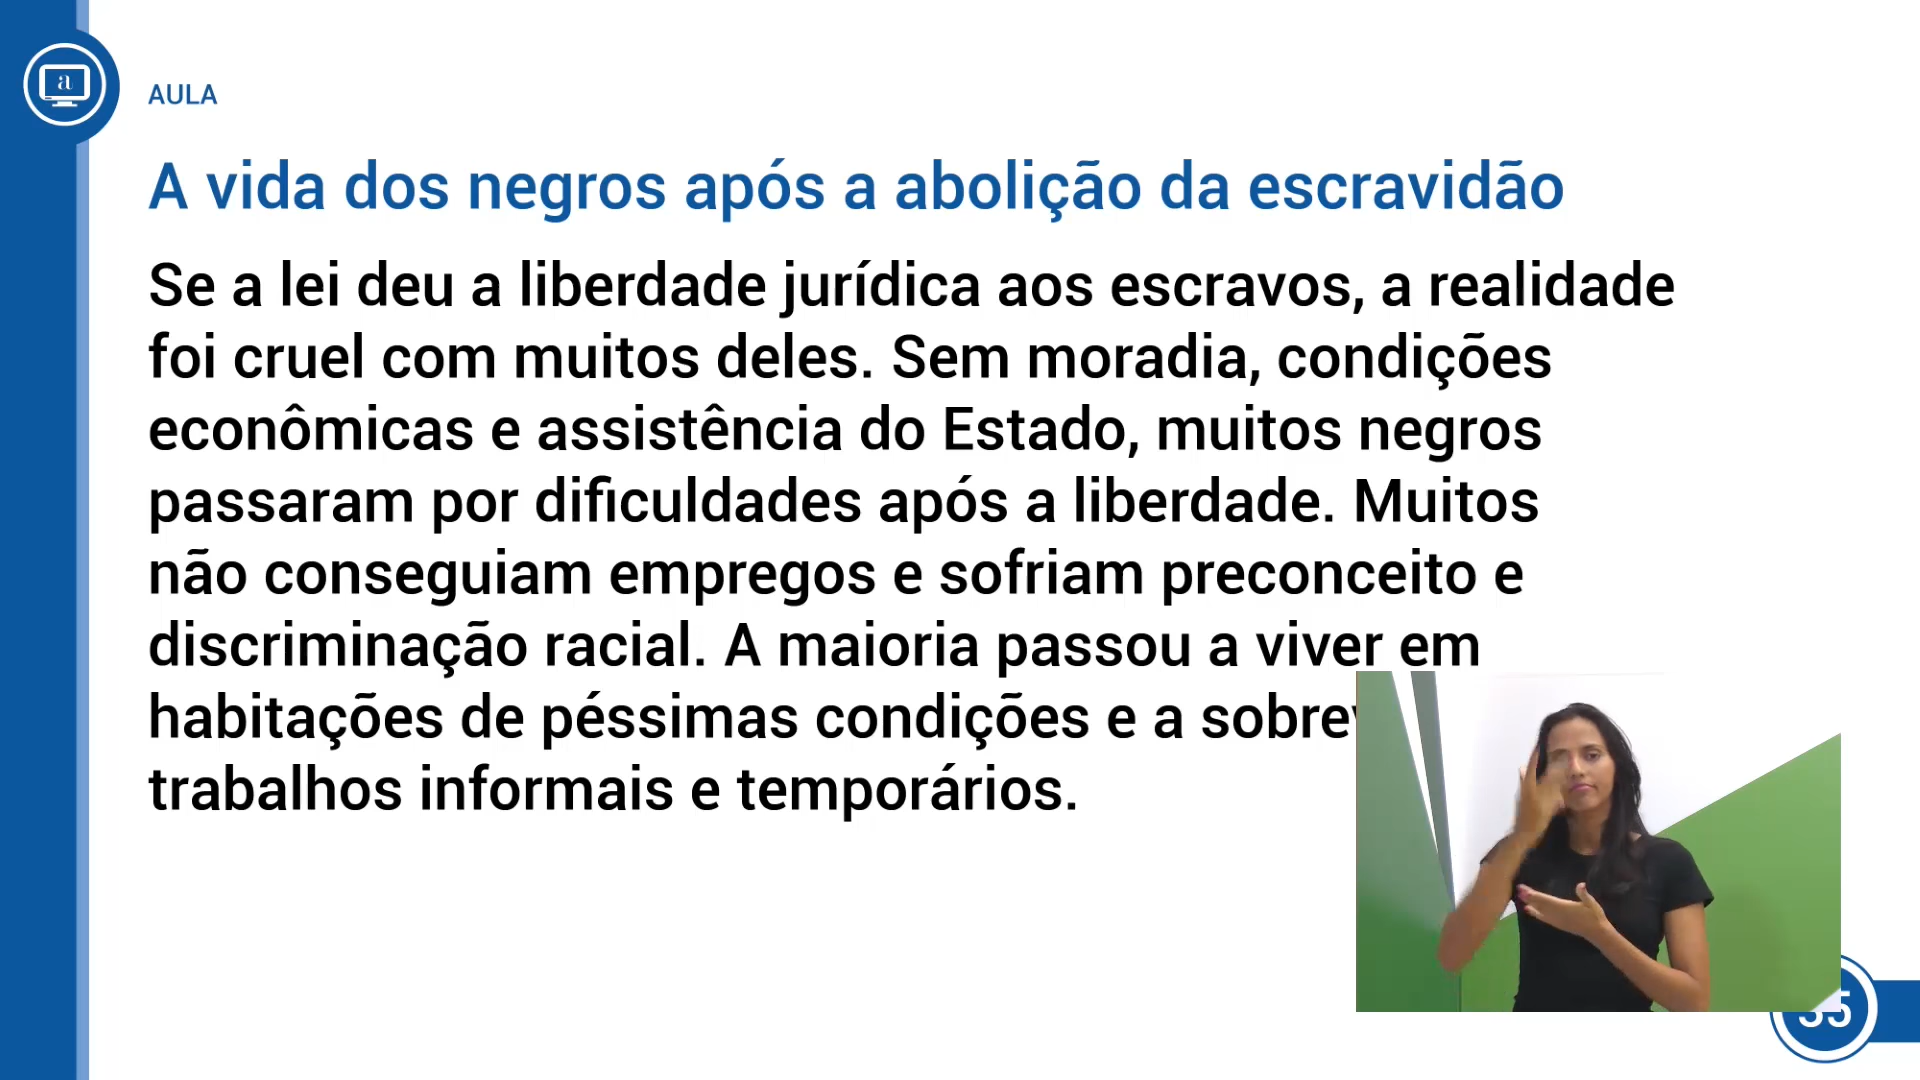 a
AULA
A vida dos negros após a abolição da escravidão
Se a lei deu a liberdade jurídica aos escravos, a realidade
foi cruel com muitos deles. Sem moradia, condições
econômicas e assistência do Estado, muitos negros
passaram por dificuldades após a liberdade. Muitos
não conseguiam empregos e sofriam preconceito e
discriminação racial. A maioria passou a viver em
habitações de péssimas condições e a
trabalhos informais e temporários.